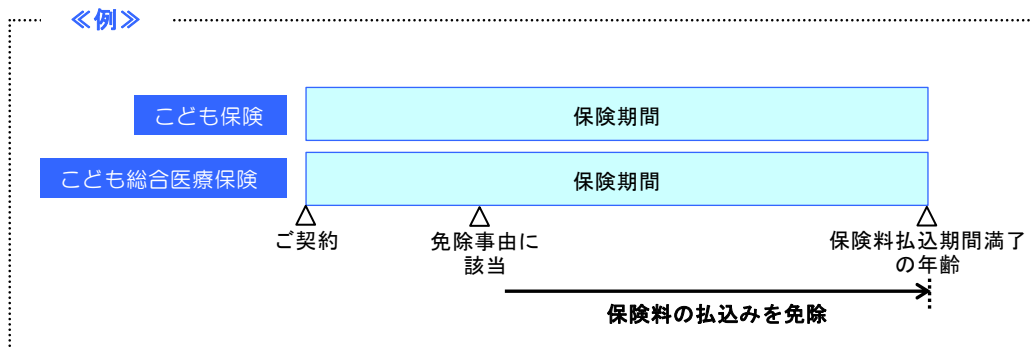 ≪例≫
こども保険
保険期間
こども総合医療保険
保険期間
△
△
△
ご契約
免除事由に
該当
保険料払込期間満了
の年齢
保険料の払込みを免除